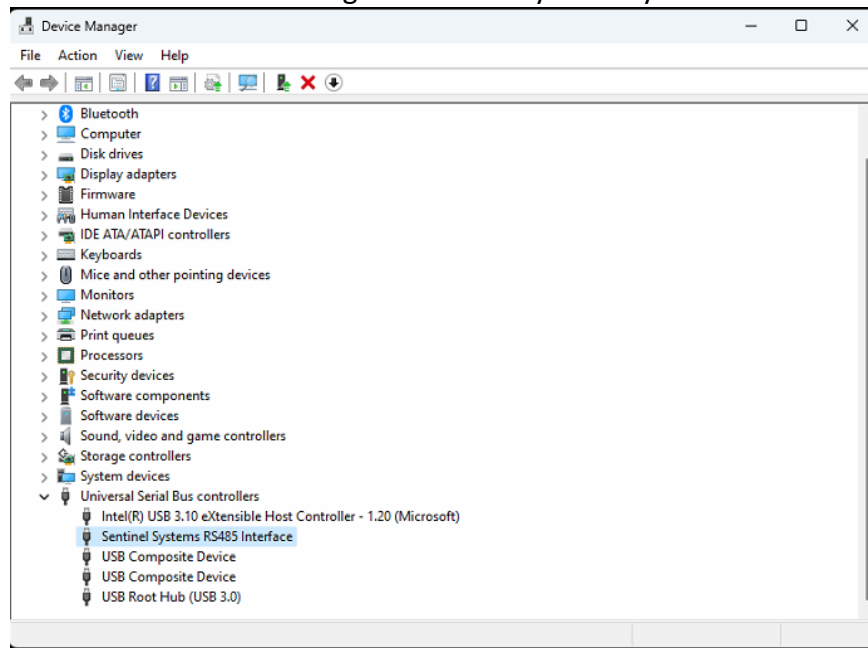 Device Manager
File Action View Help
Bluetooth
Computer
Disk drives
Display adapters
Firmware
Human Interface Devices
IDE ATA/ATAPI controllers
Keyboards
Mice and other pointing devices
Monitors
Network adapters
Print queues
Processors
Security devices
Software components
Software devices
Sound, video and game controllers
Storage controllers
System devices
Universal Serial Bus controllers
Intel(R) USB 3.10 eXtensible Host Controller - 1.20 (Microsoft)
Sentinel Systems RS485 Interface
USB Composite Device
USB Composite Device
USB Root Hub (USB 3.0)